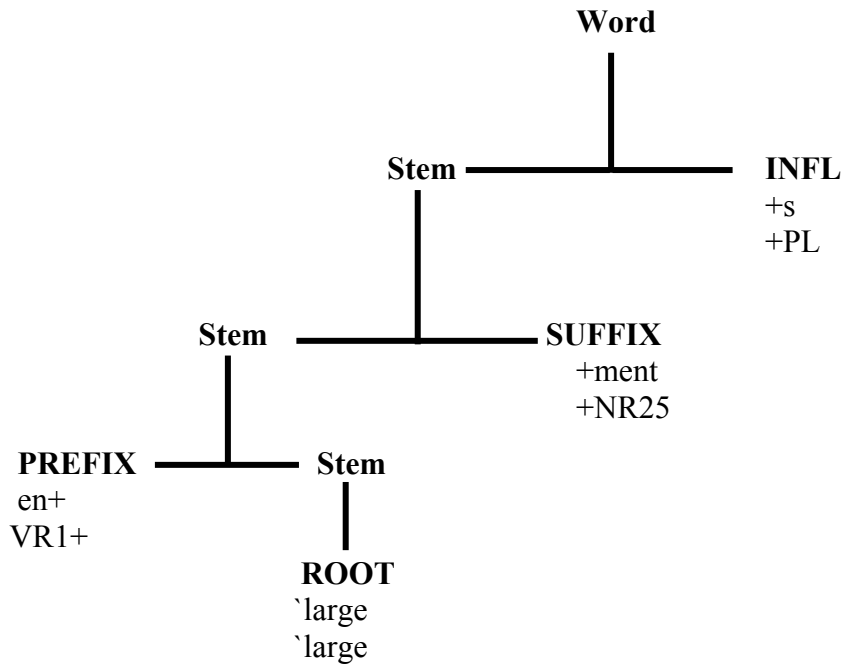 Word
Stem INFL
+s
+PL
Stem SUFFIX
+ment
+NR25
PREFIX Stem
en+
VR1+
ROOT
`large
`large